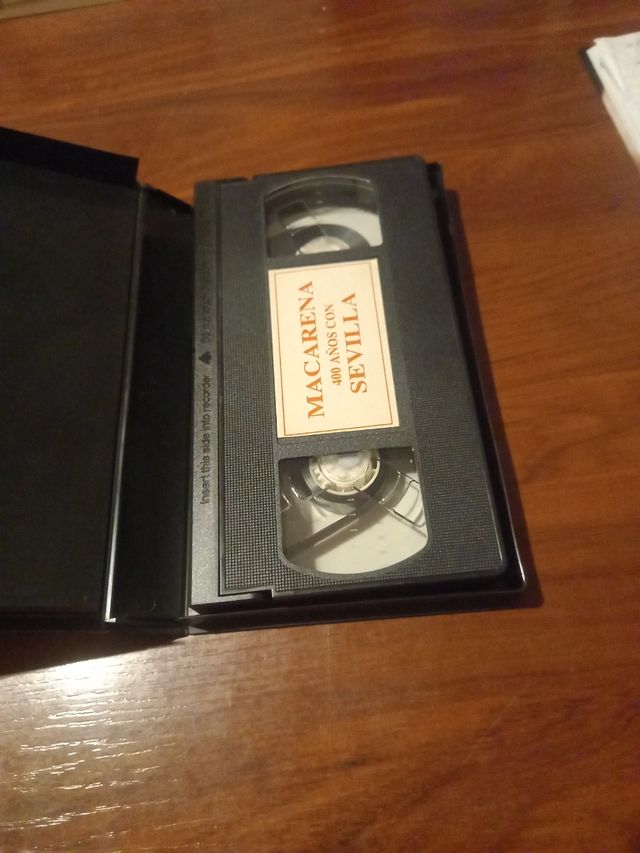 MACARENA
400 AÑOS CON
SEVILLA
Insert this side into recorder